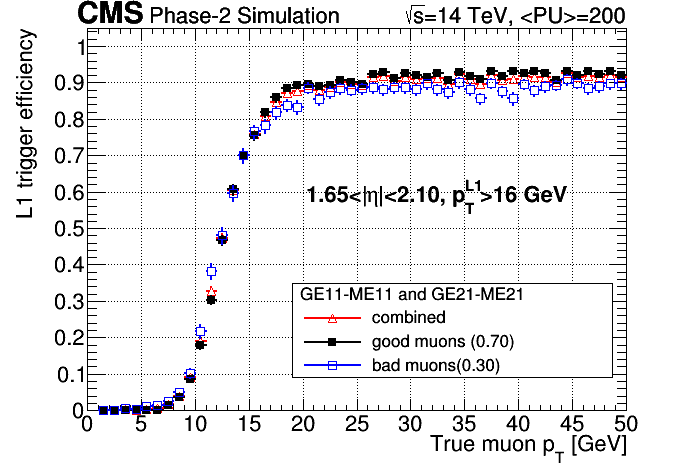 CMS Phase-2 Simulation √s=14 TeV, <PU>=200
L1 trigger efficiency
1
0.9
0.8
0.7
0.6
0.5
0.4
0.3
0.2
0.1
0
1.65<|η|<2.10, p_T^L1>16 GeV
GE11-ME11 and GE21-ME21
combined
good muons (0.70)
bad muons(0.30)
0 5 10 15 20 25 30 35 40 45 50
True muon p_T [GeV]